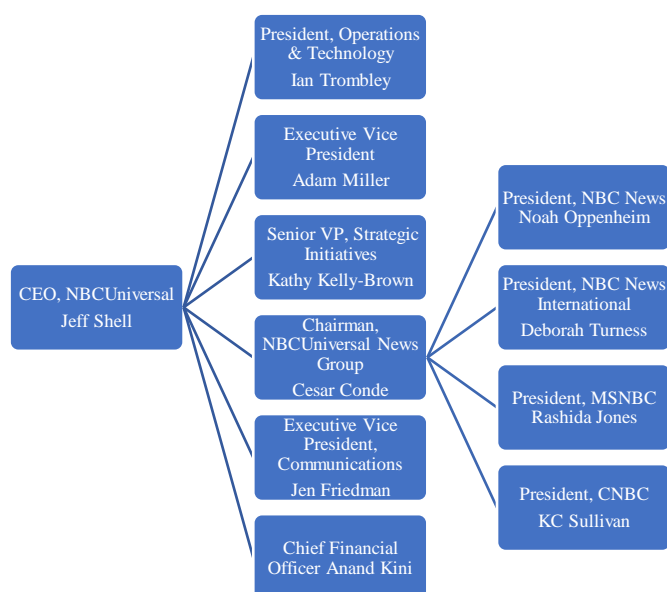 President, Operations
& Technology
Ian Trombley
Executive Vice
President
Adam Miller
Senior VP, Strategic
Initiatives
Kathy Kelly-Brown
CEO, NBCUniversal
Jeff Shell
Chairman,
NBCUniversal News
Group
Cesar Conde
Executive Vice
President,
Communications
Jen Friedman
Chief Financial
Officer Anand Kini
President, NBC News
Noah Oppenheim
President, NBC News
International
Deborah Turness
President, MSNBC
Rashida Jones
President, CNBC
KC Sullivan